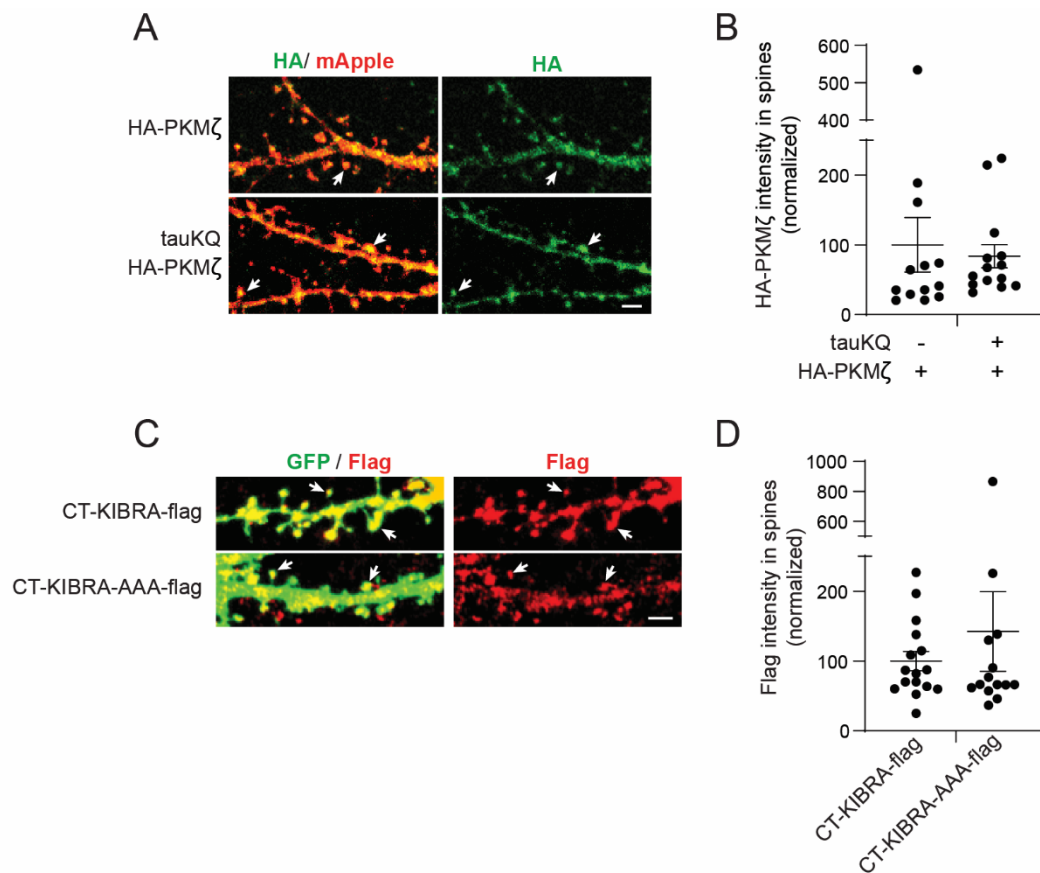 A
HA/ mApple
HA
HA-PKMζ
tauKQ
HA-PKMζ
B
HA-PKMζ intensity in spines
(normalized)
600
500
400
200
100
0
tauKQ - +
HA-PKMζ + +
C
GFP / Flag
Flag
CT-KIBRA-flag
CT-KIBRA-AAA-flag
D
Flag intensity in spines
(normalized)
1000
800
600
200
100
0
CT-KIBRA-flag
CT-KIBRA-AAA-flag